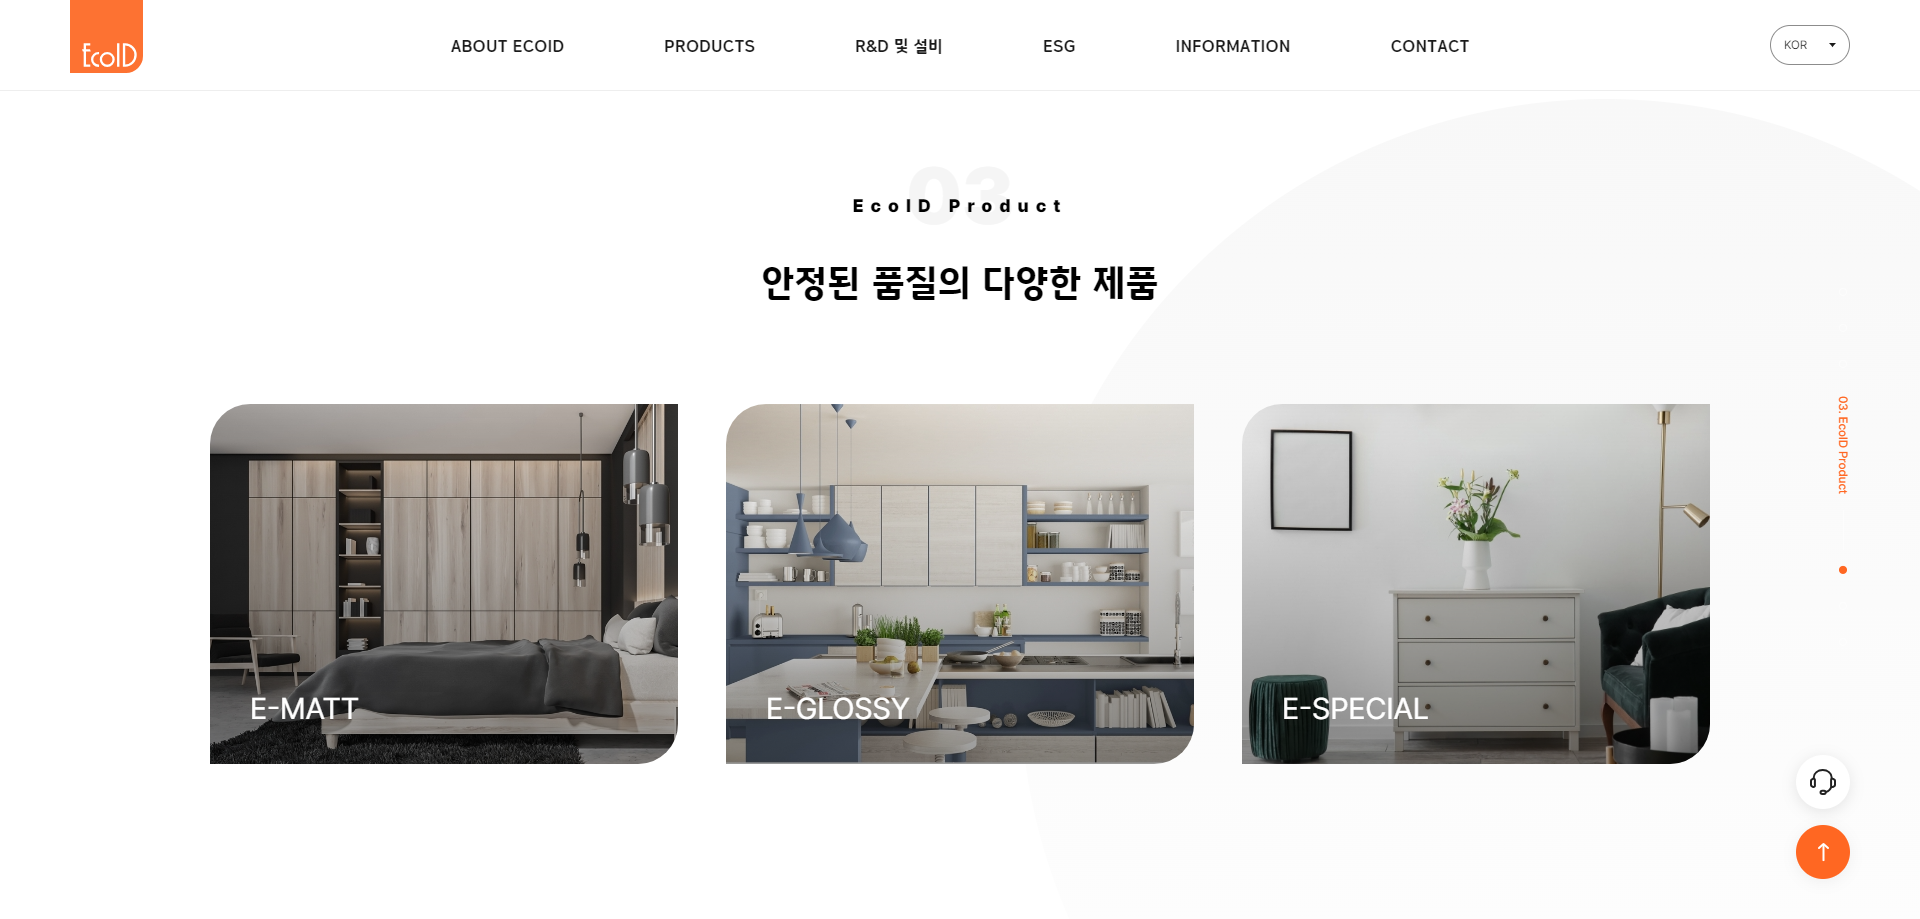 EcoID
ABOUT ECOID
PRODUCTS
R&D 및 설비
ESG
INFORMATION
CONTACT
KOR
03
EcoID Product
안정된 품질의 다양한 제품
E-MATT
E-GLOSSY
E-SPECIAL
03. EcoID Product